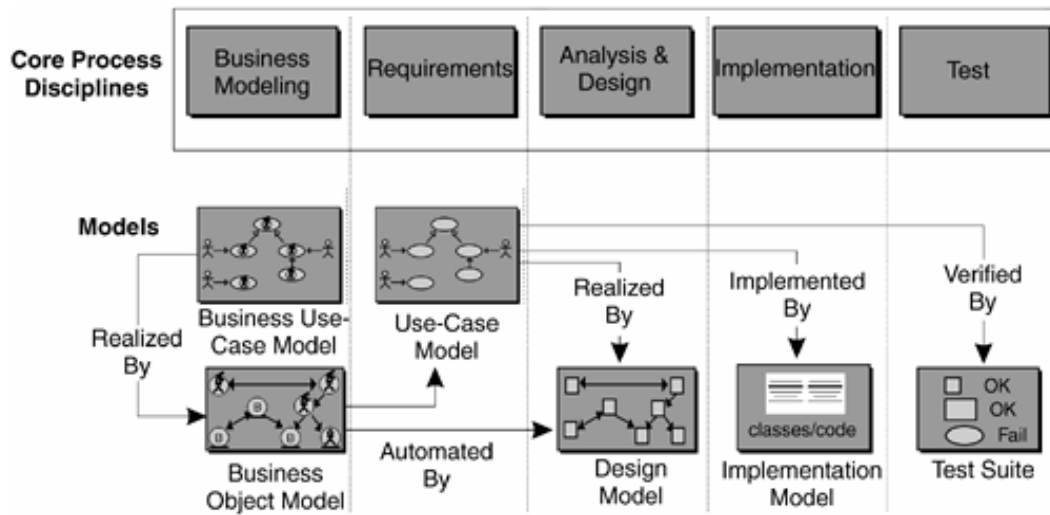 Core Process
Disciplines
Business
Modeling
Requirements
Analysis &
Design
Implementation
Test
Models
Business Use-
Case Model
Use-Case
Model
Realized
By
Realized
By
Implemented
By
Verified
By
B
B
B
Business
Object Model
Automated
By
Design
Model
classes/code
Implementation
Model
OK
OK
Fail
Test Suite